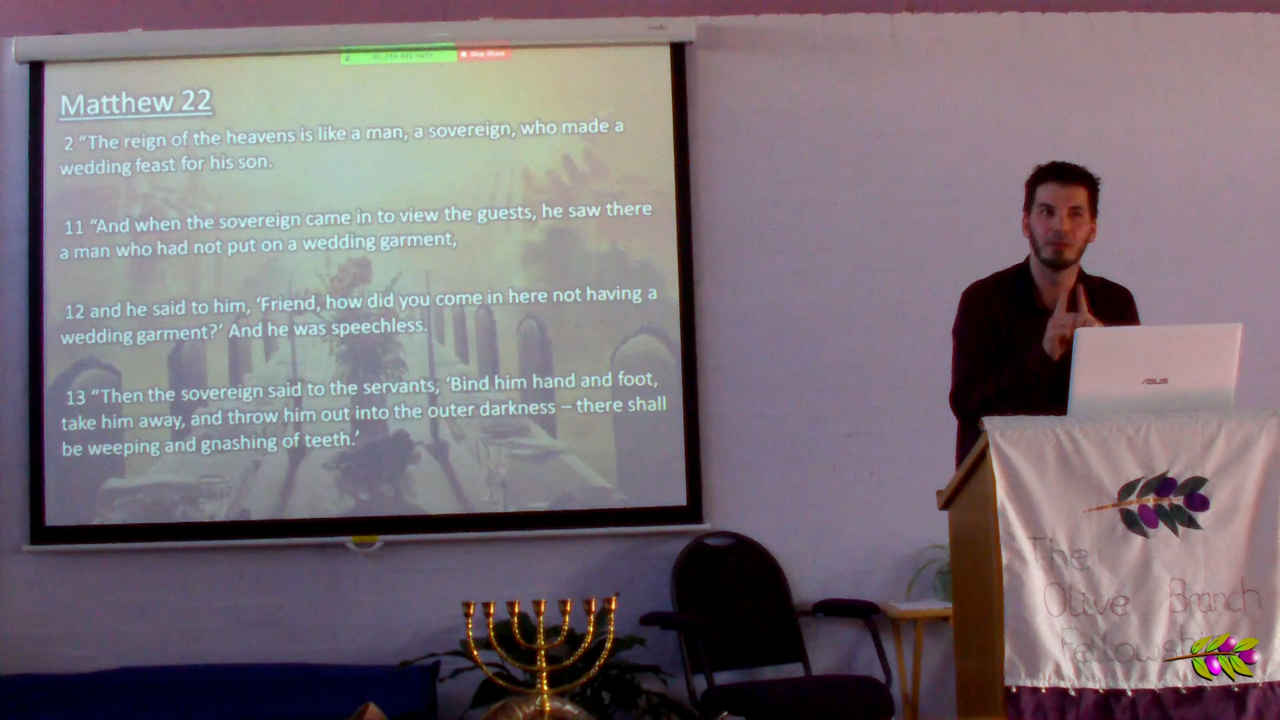 Stop Share
Matthew 22
2 “The reign of the heavens is like a man, a sovereign, who made a
wedding feast for his son.
11 “And when the sovereign came in to view the guests, he saw there
a man who had not put on a wedding garment,
12 and he said to him, ‘Friend, how did you come in here not having a
wedding garment?’ And he was speechless.
13 “Then the sovereign said to the servants, ‘Bind him hand and foot,
take him away, and throw him out into the outer darkness – there shall
be weeping and gnashing of teeth.’
ASUS
The
Olive Branch